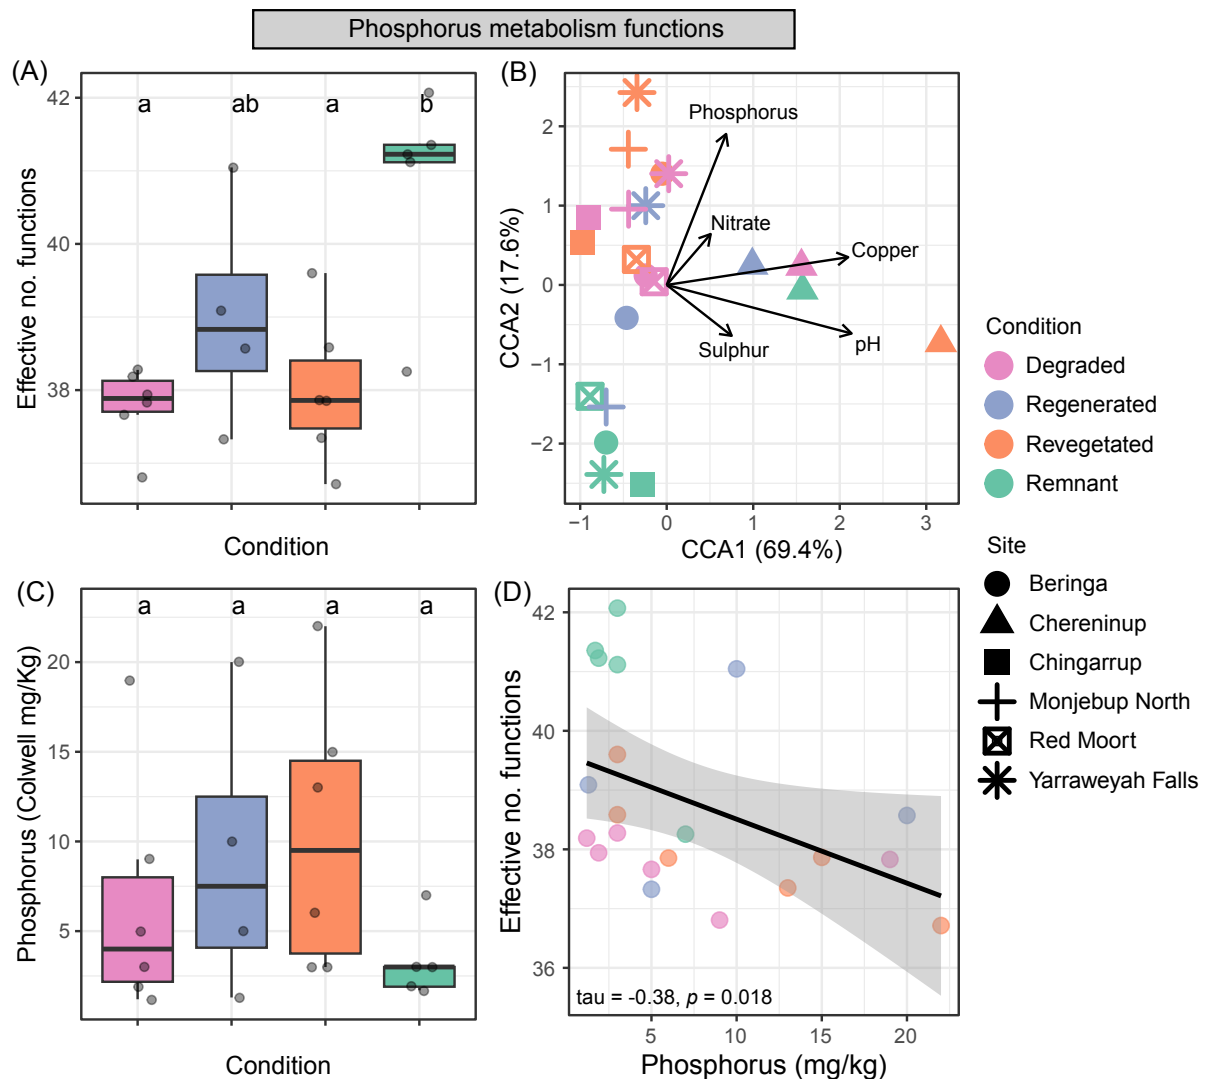 Phosphorus metabolism functions
(A)
Effective no. functions
42
40
38
a
ab
a
b
Condition
(B)
CCA2 (17.6%)
2
1
0
−1
−2
Phosphorus
Nitrate
Copper
Sulphur
pH
−1
0
1
2
3
CCA1 (69.4%)
Condition
Degraded
Regenerated
Revegetated
Remnant
Site
Beringa
Chereninup
Chingarrup
Monjebup North
Red Moort
Yarraweyah Falls
(C)
Phosphorus (Colwell mg/Kg)
20
15
10
5
a
a
a
a
Condition
(D)
Effective no. functions
42
40
38
36
tau = -0.38, p = 0.018
5
10
15
20
Phosphorus (mg/kg)